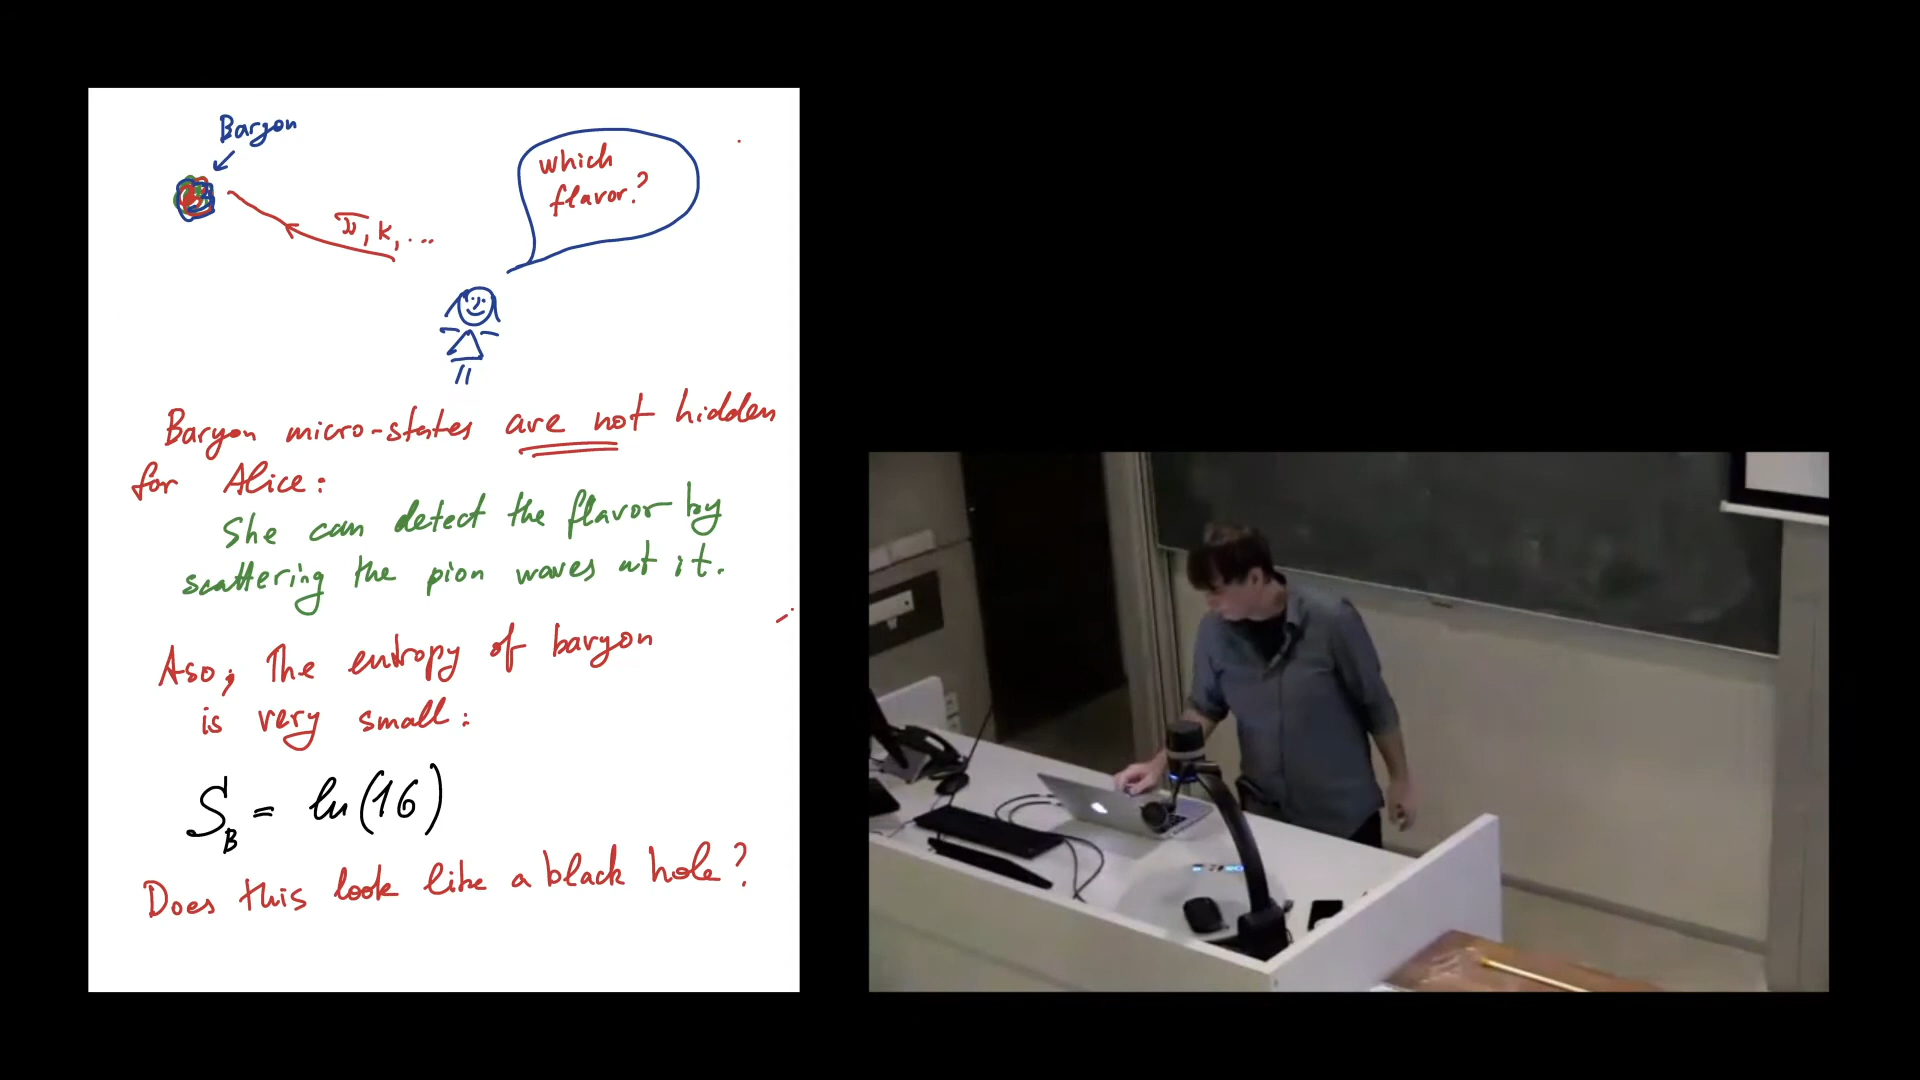 Baryon
which
flavor?
π, K, ...
Baryon micro-states are not hidden
for Alice:
She can detect the flavor by
scattering the pion waves at it.
Aso, The entropy of baryon
is very small:
S_B = ln(16)
Does this look like a black hole?